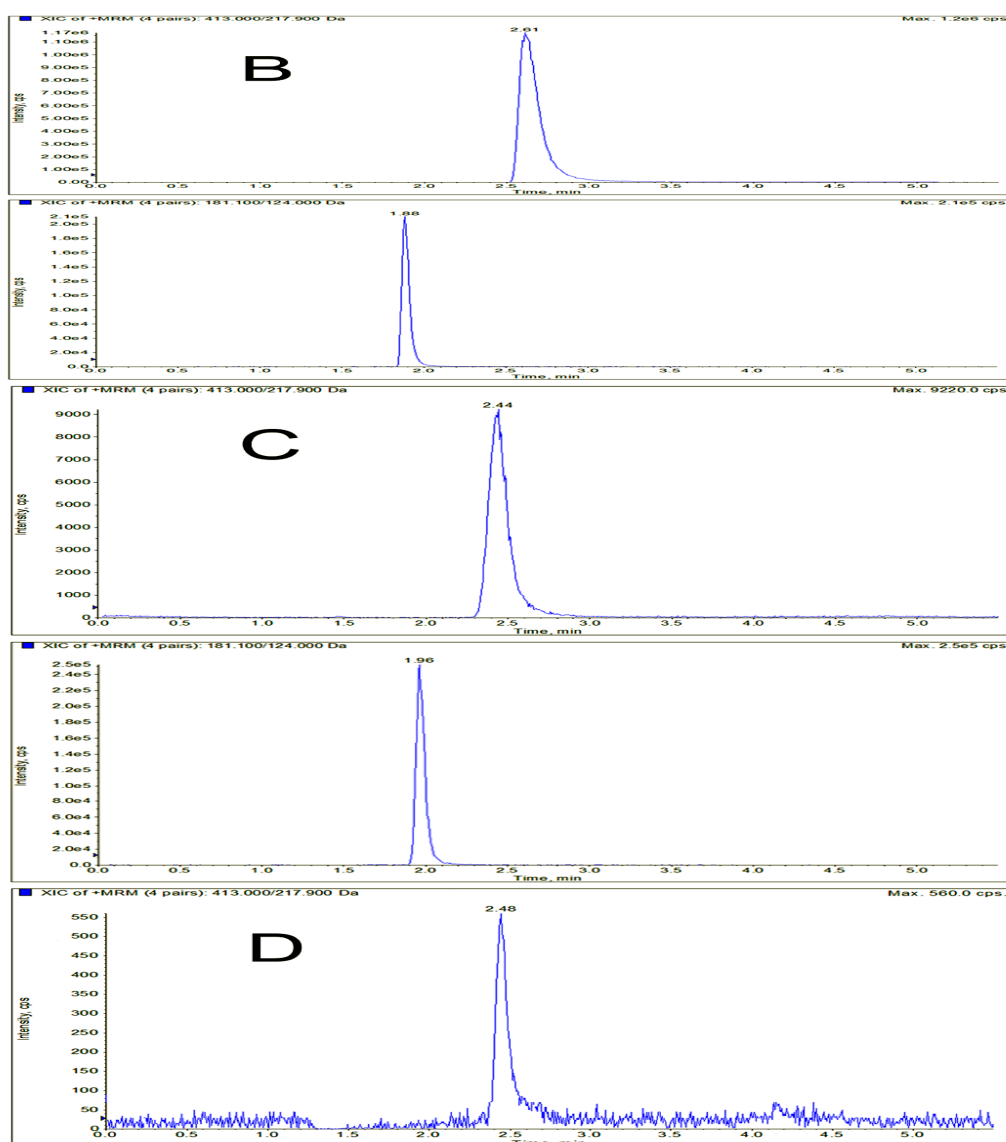 XIC of +MRM (4 pairs): 413.000/217.900 Da Max. 1.2e6 cps
2.61
1.17e6
1.10e6
1.00e6
9.00e5
8.00e5
7.00e5
6.00e5
5.00e5
4.00e5
3.00e5
2.00e5
1.00e5
0.00
B
Intensity, cps
0.0 0.5 1.0 1.5 2.0 2.5 3.0 3.5 4.0 4.5 5.0
Time, min
XIC of +MRM (4 pairs): 181.100/124.000 Da Max. 2.1e5 cps
1.88
2.1e5
2.0e5
1.8e5
1.6e5
1.4e5
1.2e5
1.0e5
8.0e4
6.0e4
4.0e4
2.0e4
0.0
Intensity, cps
0.0 0.5 1.0 1.5 2.0 2.5 3.0 3.5 4.0 4.5 5.0
Time, min
XIC of +MRM (4 pairs): 413.000/217.900 Da Max. 9220.0 cps
2.44
9000
8000
7000
6000
5000
4000
3000
2000
1000
0
C
Intensity, cps
0.0 0.5 1.0 1.5 2.0 2.5 3.0 3.5 4.0 4.5 5.0
Time, min
XIC of +MRM (4 pairs): 181.100/124.000 Da Max. 2.5e5 cps
1.96
2.5e5
2.4e5
2.2e5
2.0e5
1.8e5
1.6e5
1.4e5
1.2e5
1.0e5
8.0e4
6.0e4
4.0e4
2.0e4
0.0
Intensity, cps
0.0 0.5 1.0 1.5 2.0 2.5 3.0 3.5 4.0 4.5 5.0
Time, min
XIC of +MRM (4 pairs): 413.000/217.900 Da Max. 560.0 cps.
2.48
550
500
450
400
350
300
250
200
150
100
50
0
D
Intensity, cps
0.0 0.5 1.0 1.5 2.0 2.5 3.0 3.5 4.0 4.5 5.0
Time, min